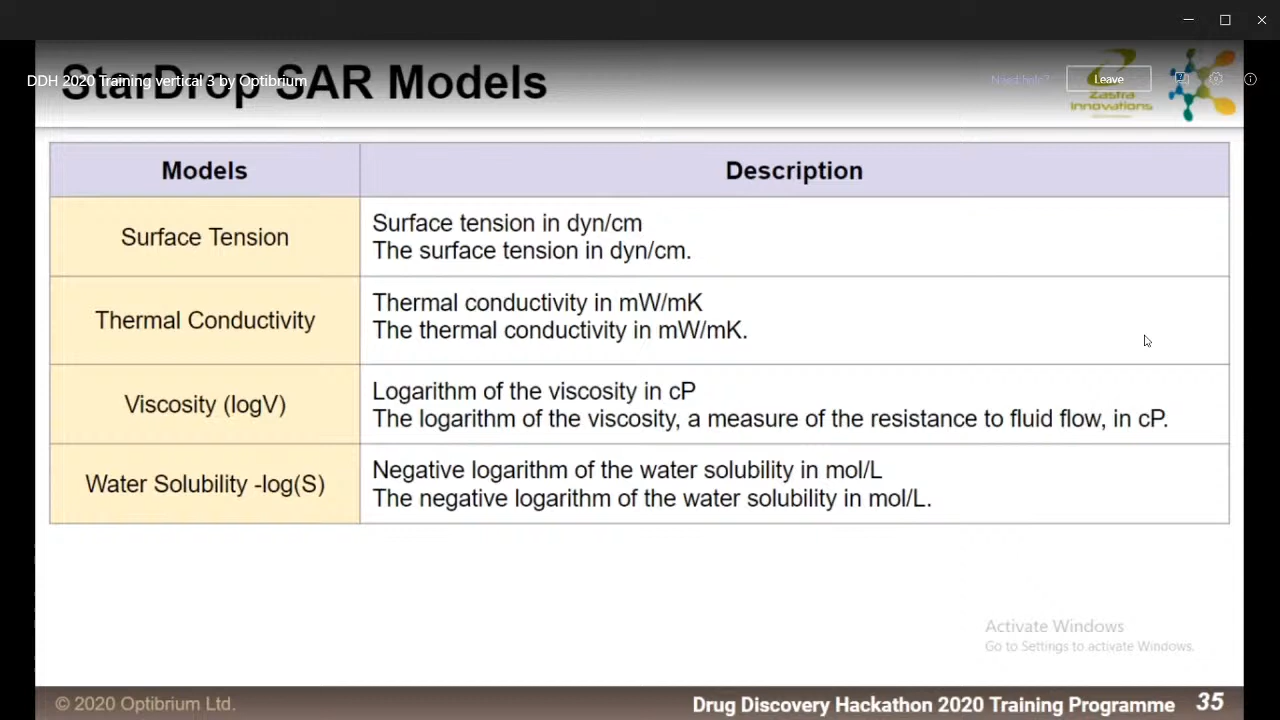 DDH 2020 Training vertical 3 by Optibrium
StarDrop SAR Models
Need help?
Leave
Zastra
Innovations
Models
Description
Surface Tension
Surface tension in dyn/cm
The surface tension in dyn/cm.
Thermal Conductivity
Thermal conductivity in mW/mK
The thermal conductivity in mW/mK.
Viscosity (logV)
Logarithm of the viscosity in cP
The logarithm of the viscosity, a measure of the resistance to fluid flow, in cP.
Water Solubility -log(S)
Negative logarithm of the water solubility in mol/L
The negative logarithm of the water solubility in mol/L.
Activate Windows
Go to Settings to activate Windows.
© 2020 Optibrium Ltd.
Drug Discovery Hackathon 2020 Training Programme 35